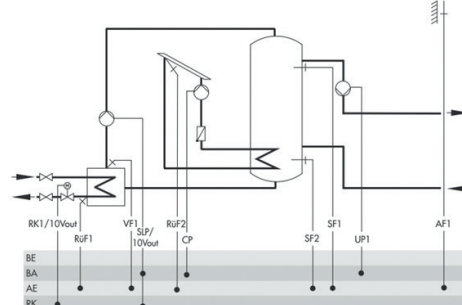 RK1/10Vout
VF1
RüF2
SF1
AF1
RüF1
SLP/
10Vout
CP
SF2
UP1
BE
BA
AE
RK